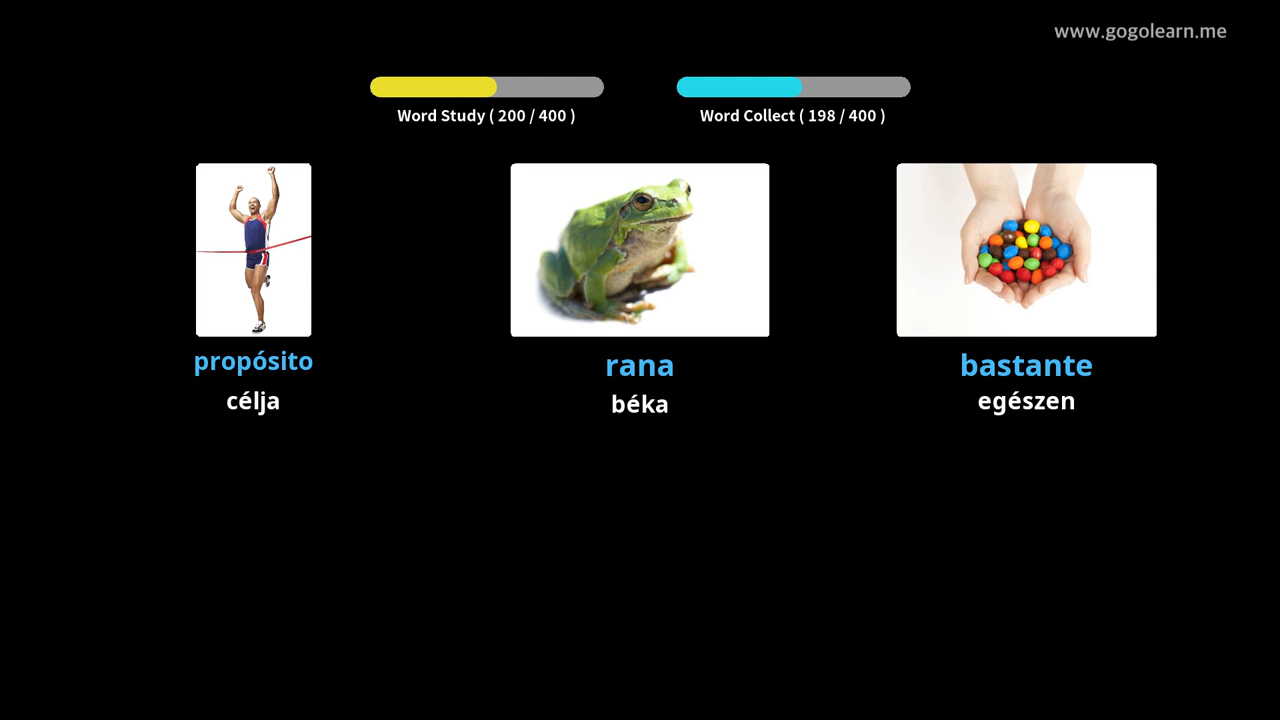 www.gogolearn.me
Word Study ( 200 / 400 )
Word Collect ( 198 / 400 )
propósito
célja
rana
béka
bastante
egészen